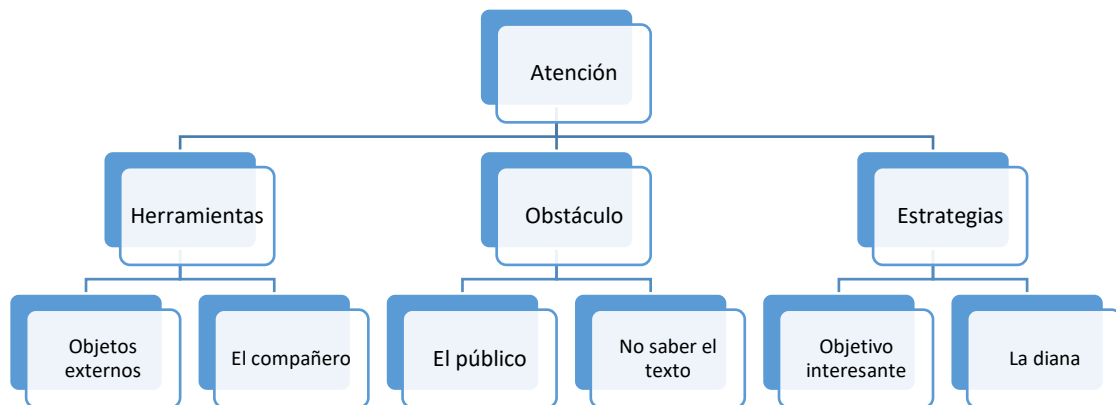 Atención
Herramientas
Obstáculo
Estrategias
Objetos
externos
El compañero
El público
No saber el
texto
Objetivo
interesante
La diana